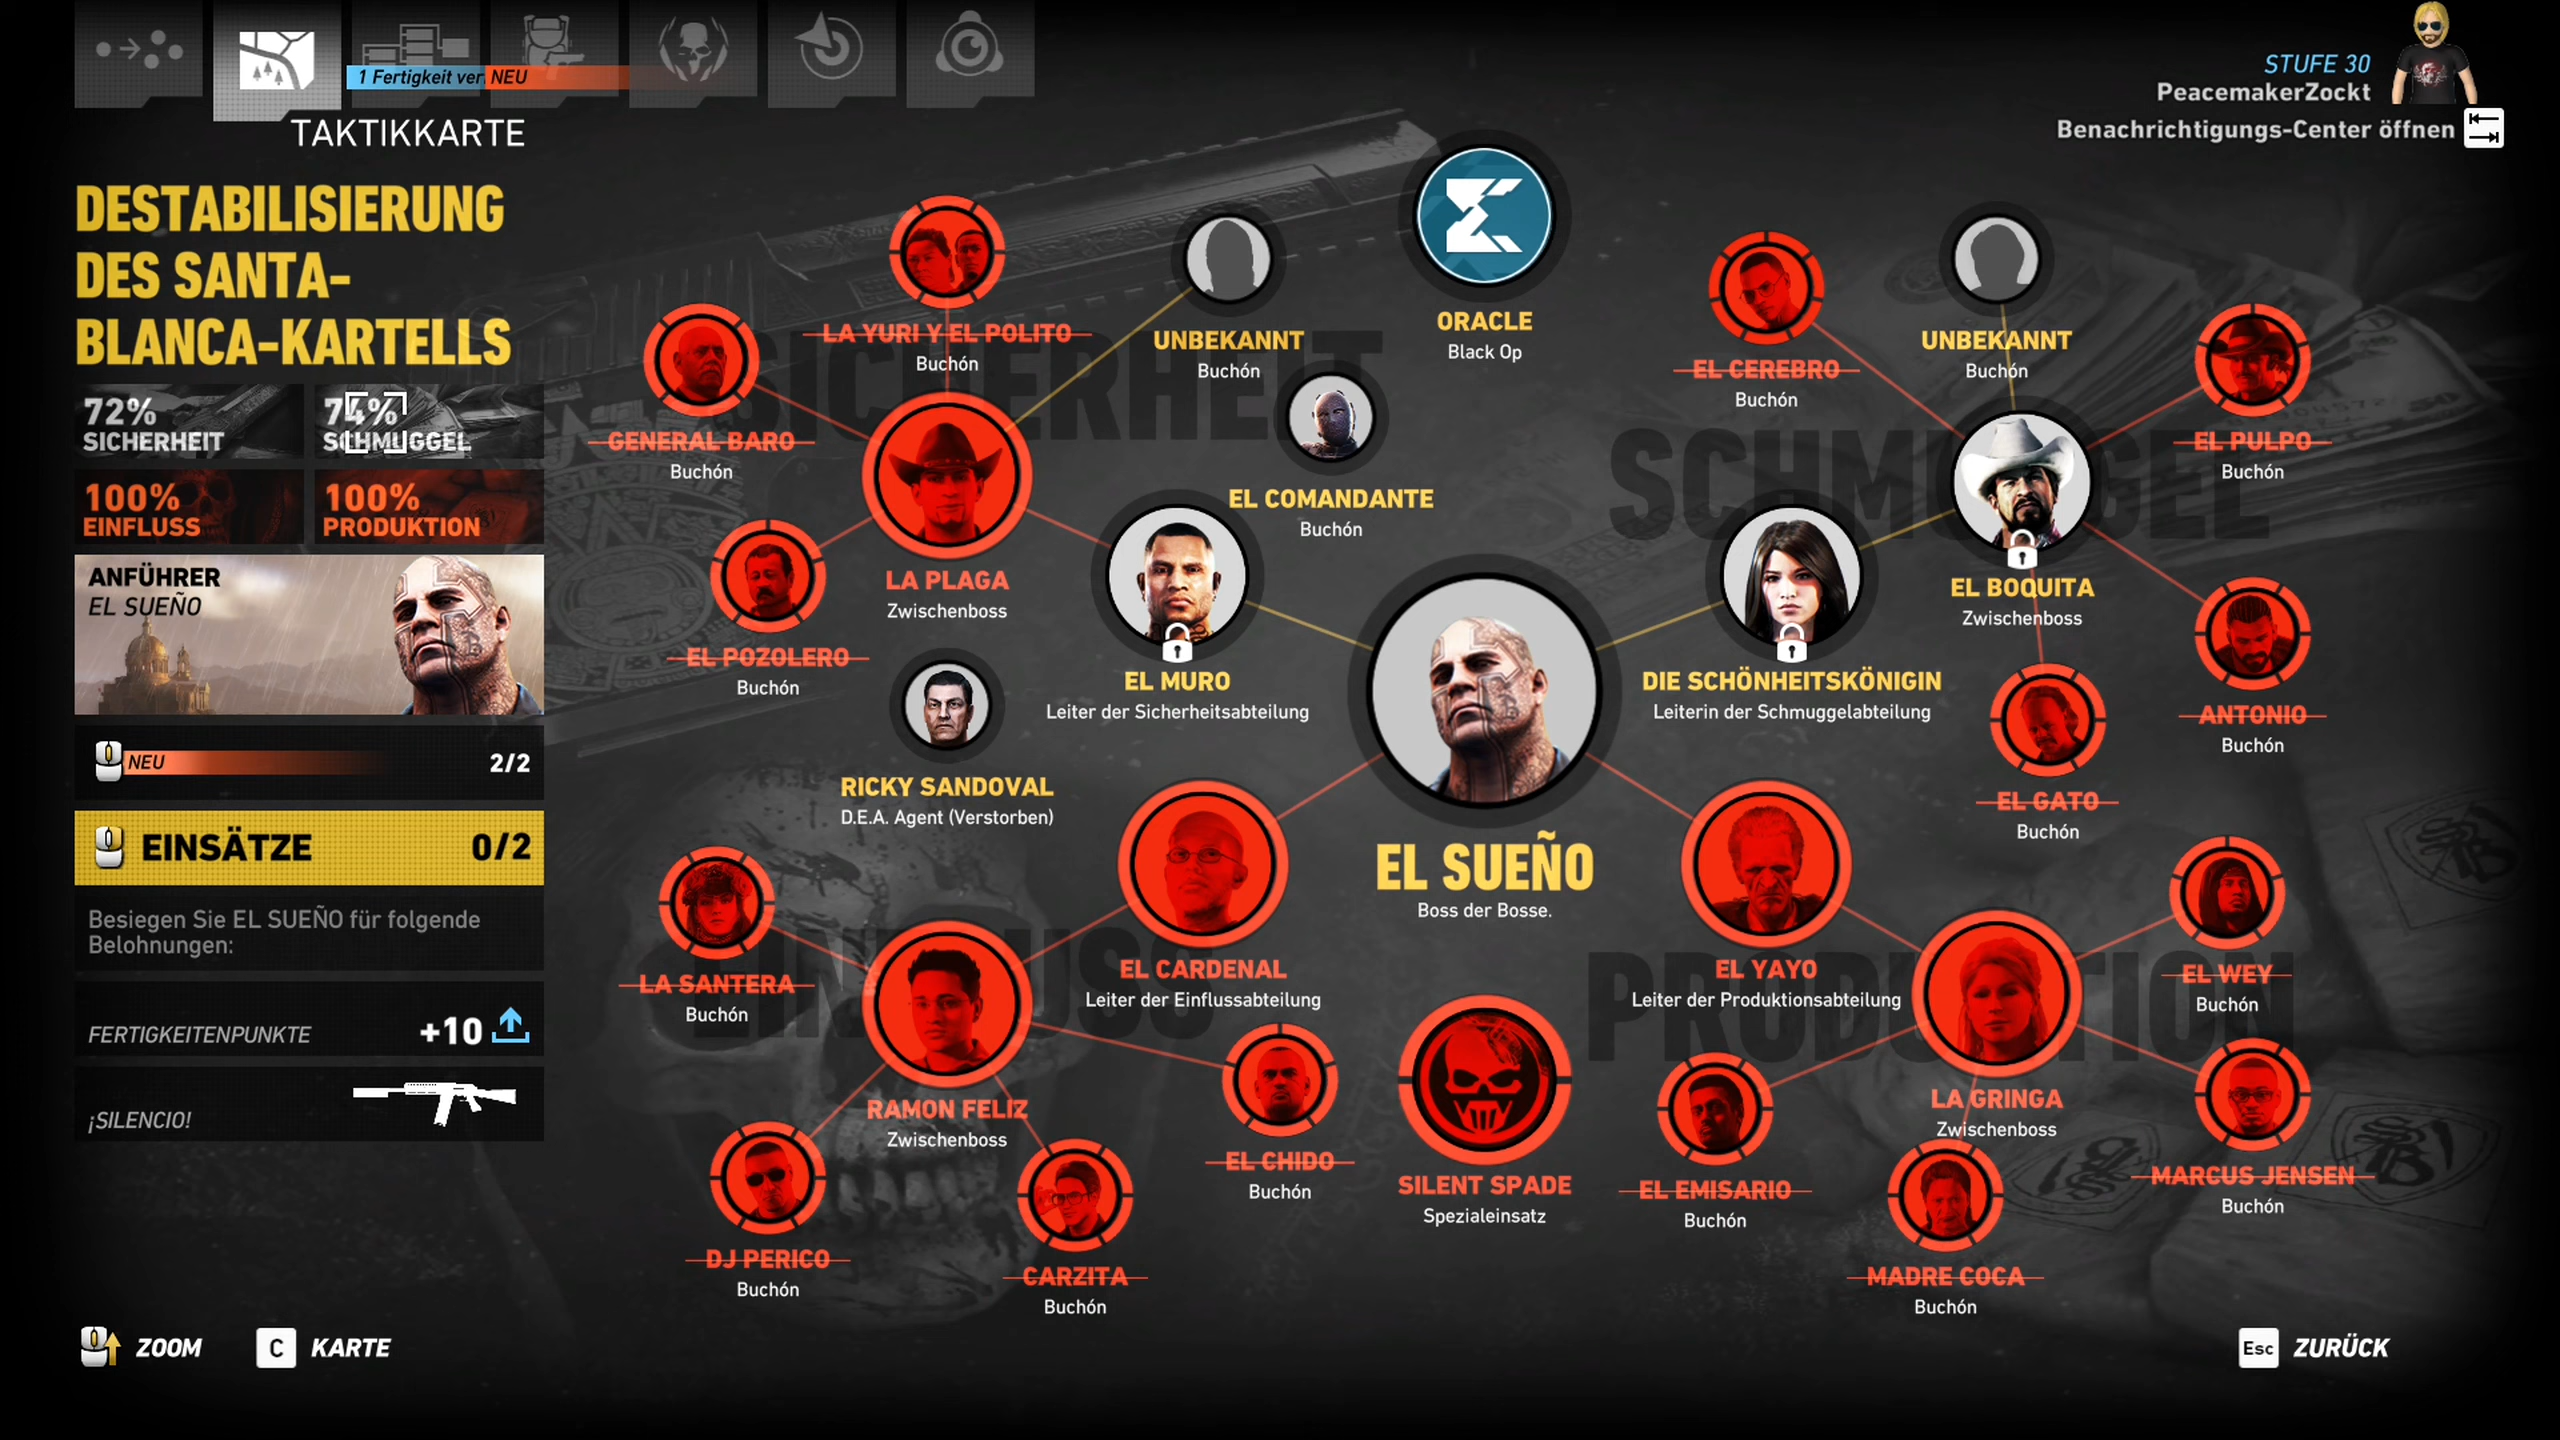 1 Fertigkeit ver NEU
TAKTIKKARTE
STUFE 30
PeacemakerZockt
Benachrichtigungs-Center öffnen
DESTABILISIERUNG
DES SANTA-
BLANCA-KARTELLS
72%
SICHERHEIT
74%
SCHMUGGEL
100%
EINFLUSS
100%
PRODUKTION
ANFÜHRER
EL SUEÑO
NEU 2/2
EINSÄTZE 0/2
Besiegen Sie EL SUEÑO für folgende
Belohnungen:
FERTIGKEITENPUNKTE +10
¡SILENCIO!
SICHERHEIT
SCHMUGGEL
EINFLUSS
PRODUKTION
LA YURI Y EL POLITO
Buchón
UNBEKANNT
Buchón
ORACLE
Black Op
EL CEREBRO
Buchón
UNBEKANNT
Buchón
GENERAL BARO
Buchón
EL PULPO
Buchón
EL COMANDANTE
Buchón
LA PLAGA
Zwischenboss
EL BOQUITA
Zwischenboss
EL POZOLERO
Buchón
EL MURO
Leiter der Sicherheitsabteilung
DIE SCHÖNHEITSKÖNIGIN
Leiterin der Schmuggelabteilung
ANTONIO
Buchón
RICKY SANDOVAL
D.E.A. Agent (Verstorben)
EL GATO
Buchón
EL SUEÑO
Boss der Bosse.
LA SANTERA
Buchón
EL CARDENAL
Leiter der Einflussabteilung
EL YAYO
Leiter der Produktionsabteilung
EL WEY
Buchón
RAMON FELIZ
Zwischenboss
LA GRINGA
Zwischenboss
EL CHIDO
Buchón
SILENT SPADE
Spezialeinsatz
EL EMISARIO
Buchón
MARCUS JENSEN
Buchón
DJ PERICO
Buchón
CARZITA
Buchón
MADRE COCA
Buchón
ZOOM
C KARTE
Esc ZURÜCK